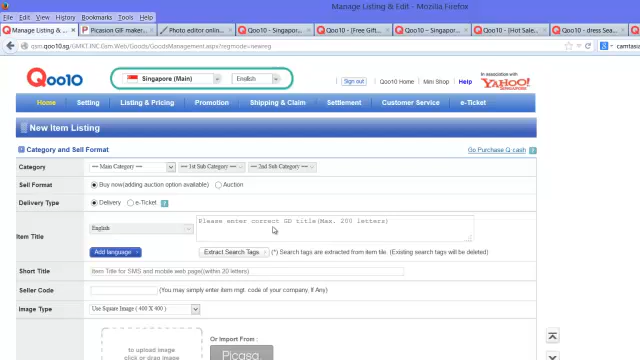 Manage Listing & Edit - Mozilla Firefox
File Edit View History Bookmarks Tools Help
Manage Listing & Edit × Picasion GIF maker... Photo editor online ... Qoo10 - Singapor... [Free Gift... Qoo10 - Singapor... [Hot Sale... Qoo10 - dress Sea...
com.qoo10.sg/GMKT.INC.Gsm.Web/Goods/GoodsManagement.aspx?regmode=newreg camtasia
Qoo10 Singapore (Main) English Sign out Qoo10 Home Mini Shop Help In association with YAHOO! SINGAPORE
Home Setting Listing & Pricing Promotion Shipping & Claim Settlement Customer Service e-Ticket
New Item Listing
Category and Sell Format Go Purchase Q cash ?
Category == Main Category == == 1st Sub Category == == 2nd Sub Category ==
Sell Format Buy now(adding auction option available) Auction
Delivery Type Delivery e-Ticket ?
Item Title English Please enter correct GD title(Max. 200 letters)
Add language Extract Search Tags (*) Search tags are extracted from item title. (Existing search tags will be deleted)
Short Title Item Title for SMS and mobile web page(within 20 letters)
Seller Code (You may simply enter item mgt. code of your company, If Any)
Image Type Use Square Image ( 400 X 400 )
to upload image
click or drag image
Or Import From :
Picasa